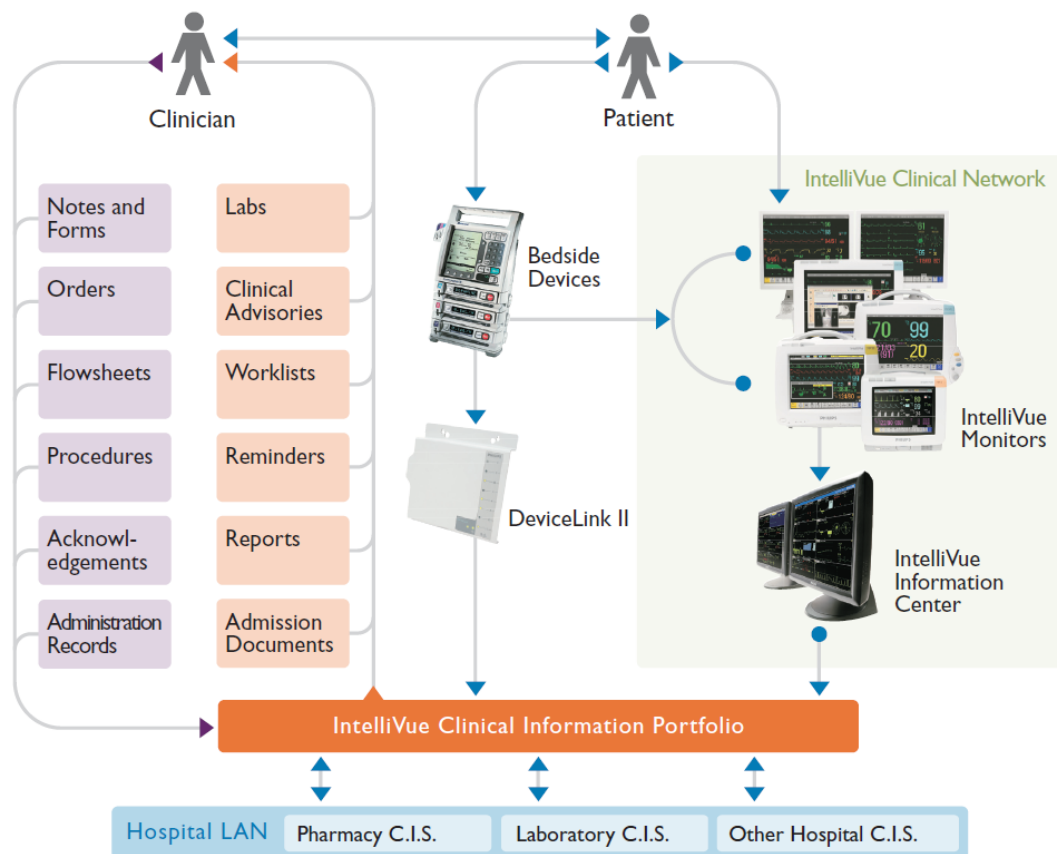 Clinician
Patient
Notes and
Forms
Orders
Flowsheets
Procedures
Acknowl-
edgements
Administration
Records
Labs
Clinical
Advisories
Worklists
Reminders
Reports
Admission
Documents
Bedside
Devices
DeviceLink II
IntelliVue Clinical Network
70 99
20
IntelliVue
Monitors
IntelliVue
Information
Center
IntelliVue Clinical Information Portfolio
Hospital LAN
Pharmacy C.I.S.
Laboratory C.I.S.
Other Hospital C.I.S.